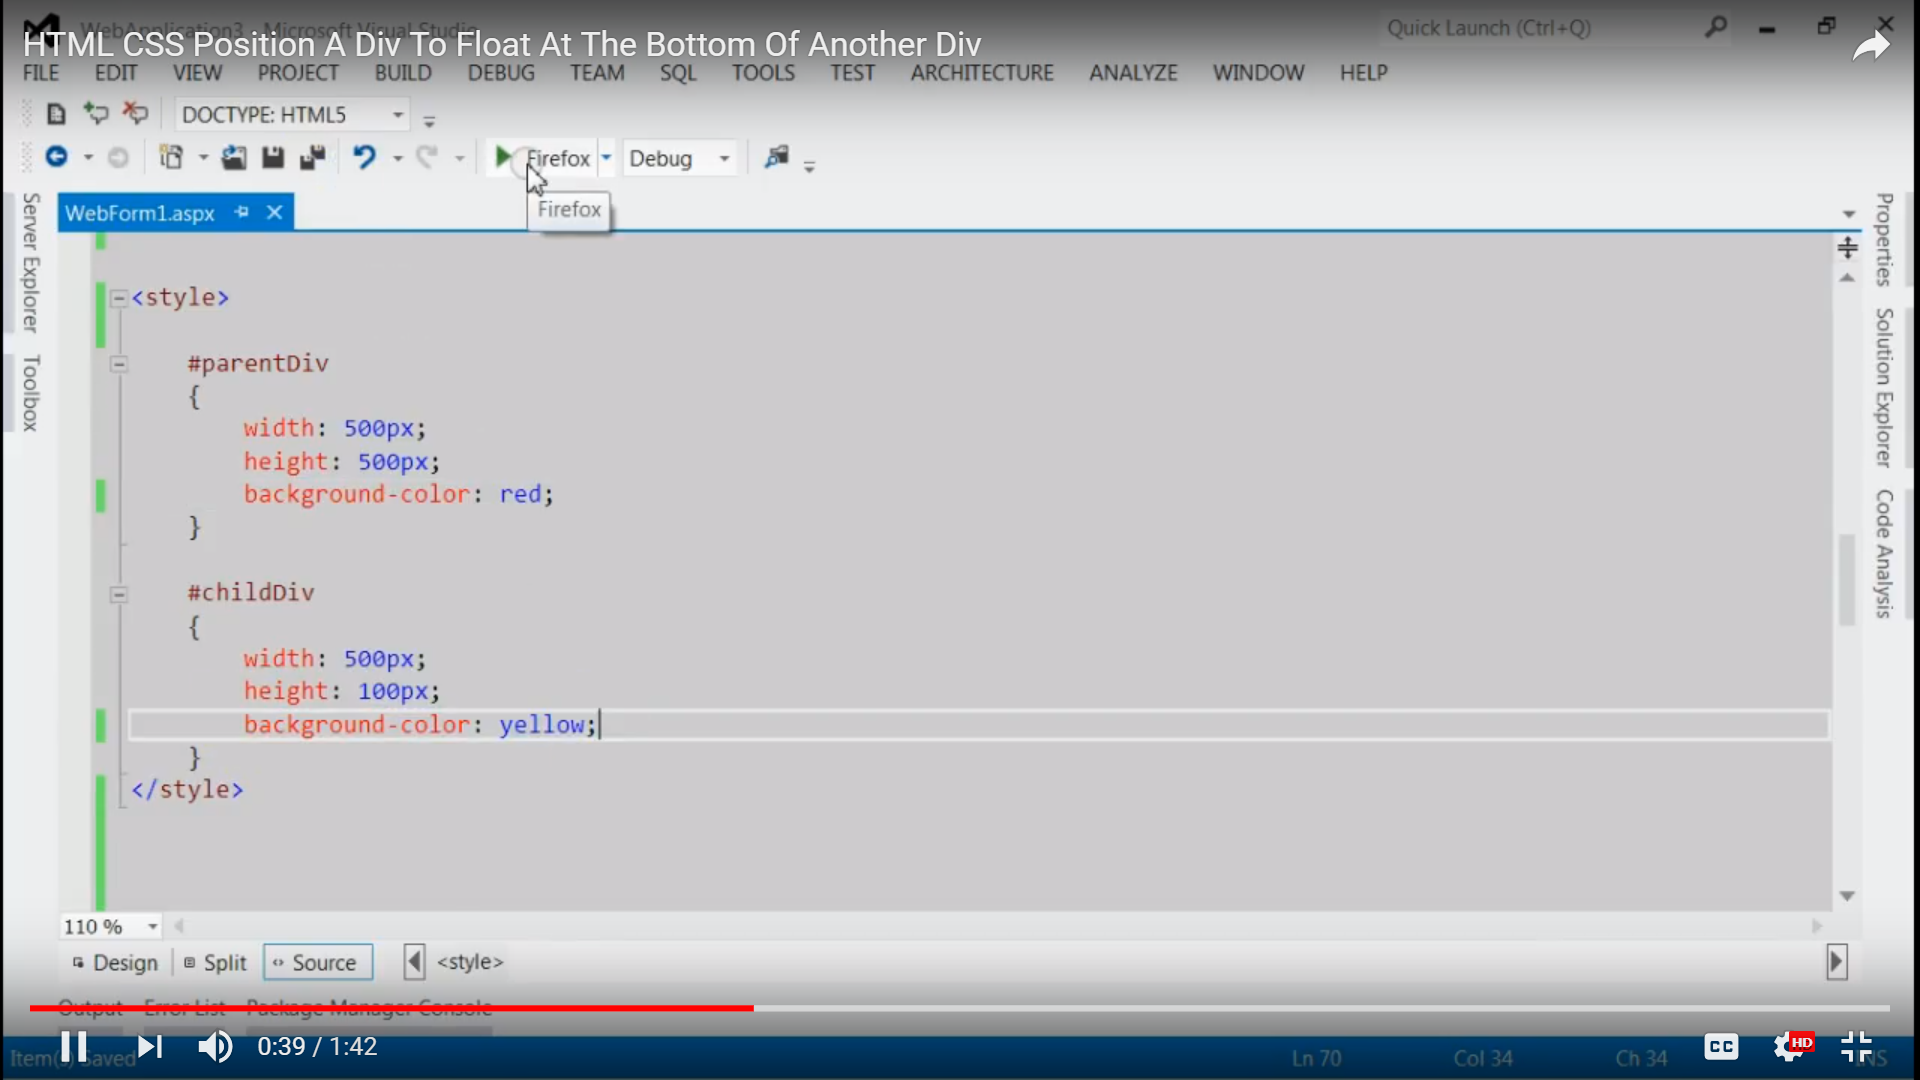 WebApplication3 - Microsoft Visual Studio
Quick Launch (Ctrl+Q)
HTML CSS Position A Div To Float At The Bottom Of Another Div
FILE EDIT VIEW PROJECT BUILD DEBUG TEAM SQL TOOLS TEST ARCHITECTURE ANALYZE WINDOW HELP
DOCTYPE: HTML5
Firefox Debug
Firefox
WebForm1.aspx
Server Explorer
Toolbox
Properties
Solution Explorer
Code Analysis
<style>
#parentDiv
{
width: 500px;
height: 500px;
background-color: red;
}
#childDiv
{
width: 500px;
height: 100px;
background-color: yellow;
}
</style>
110 %
Design Split Source <style>
Output Error List Package Manager Console
0:39 / 1:42
CC HD
Item(s) Saved Ln 70 Col 34 Ch 34 INS